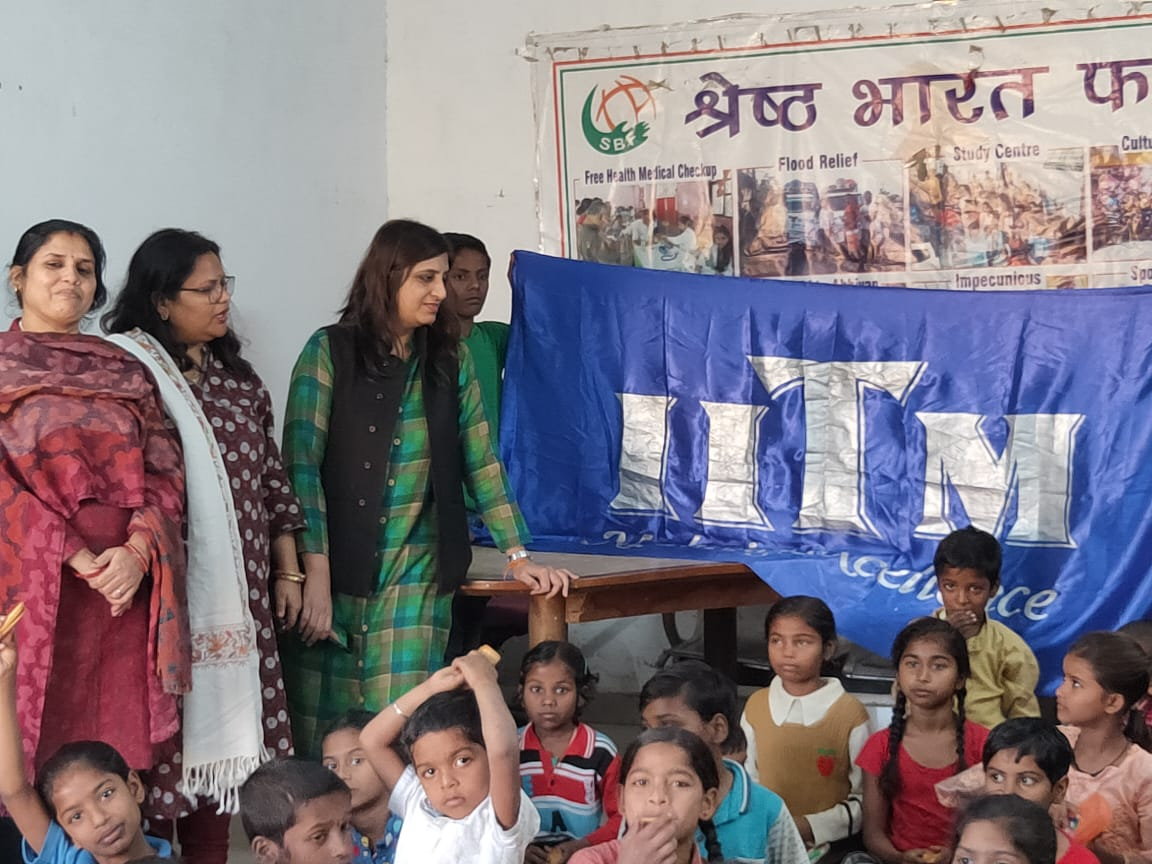 श्रेष्ठ भारत
SBF
Free Health Medical Checkup
Flood Relief
Study Centre
Impecunious
IITM